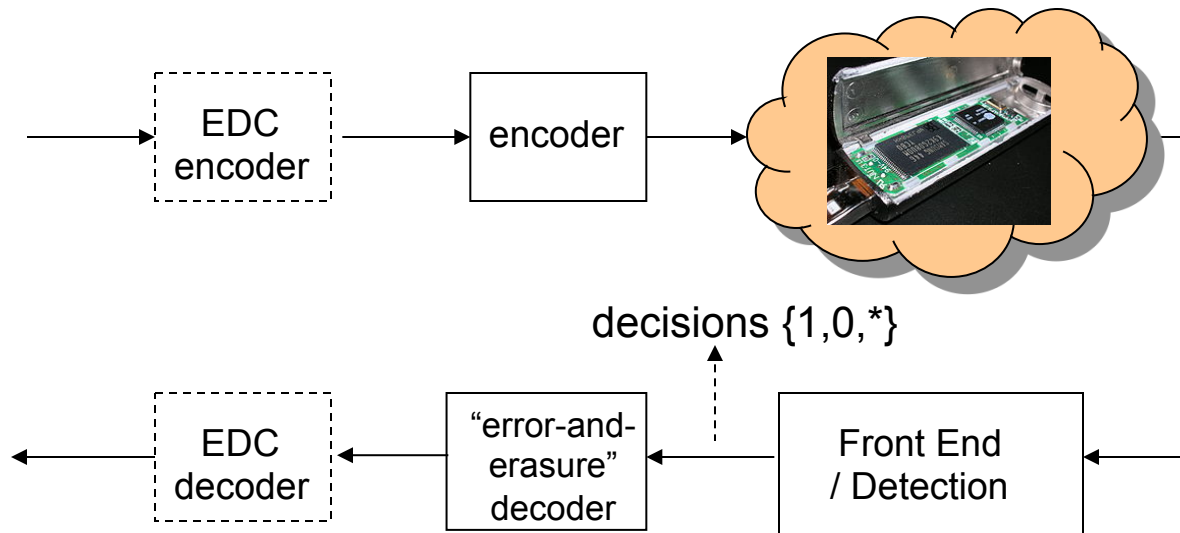 EDC
encoder
encoder
decisions {1,0,*}
EDC
decoder
“error-and-
erasure”
decoder
Front End
/ Detection